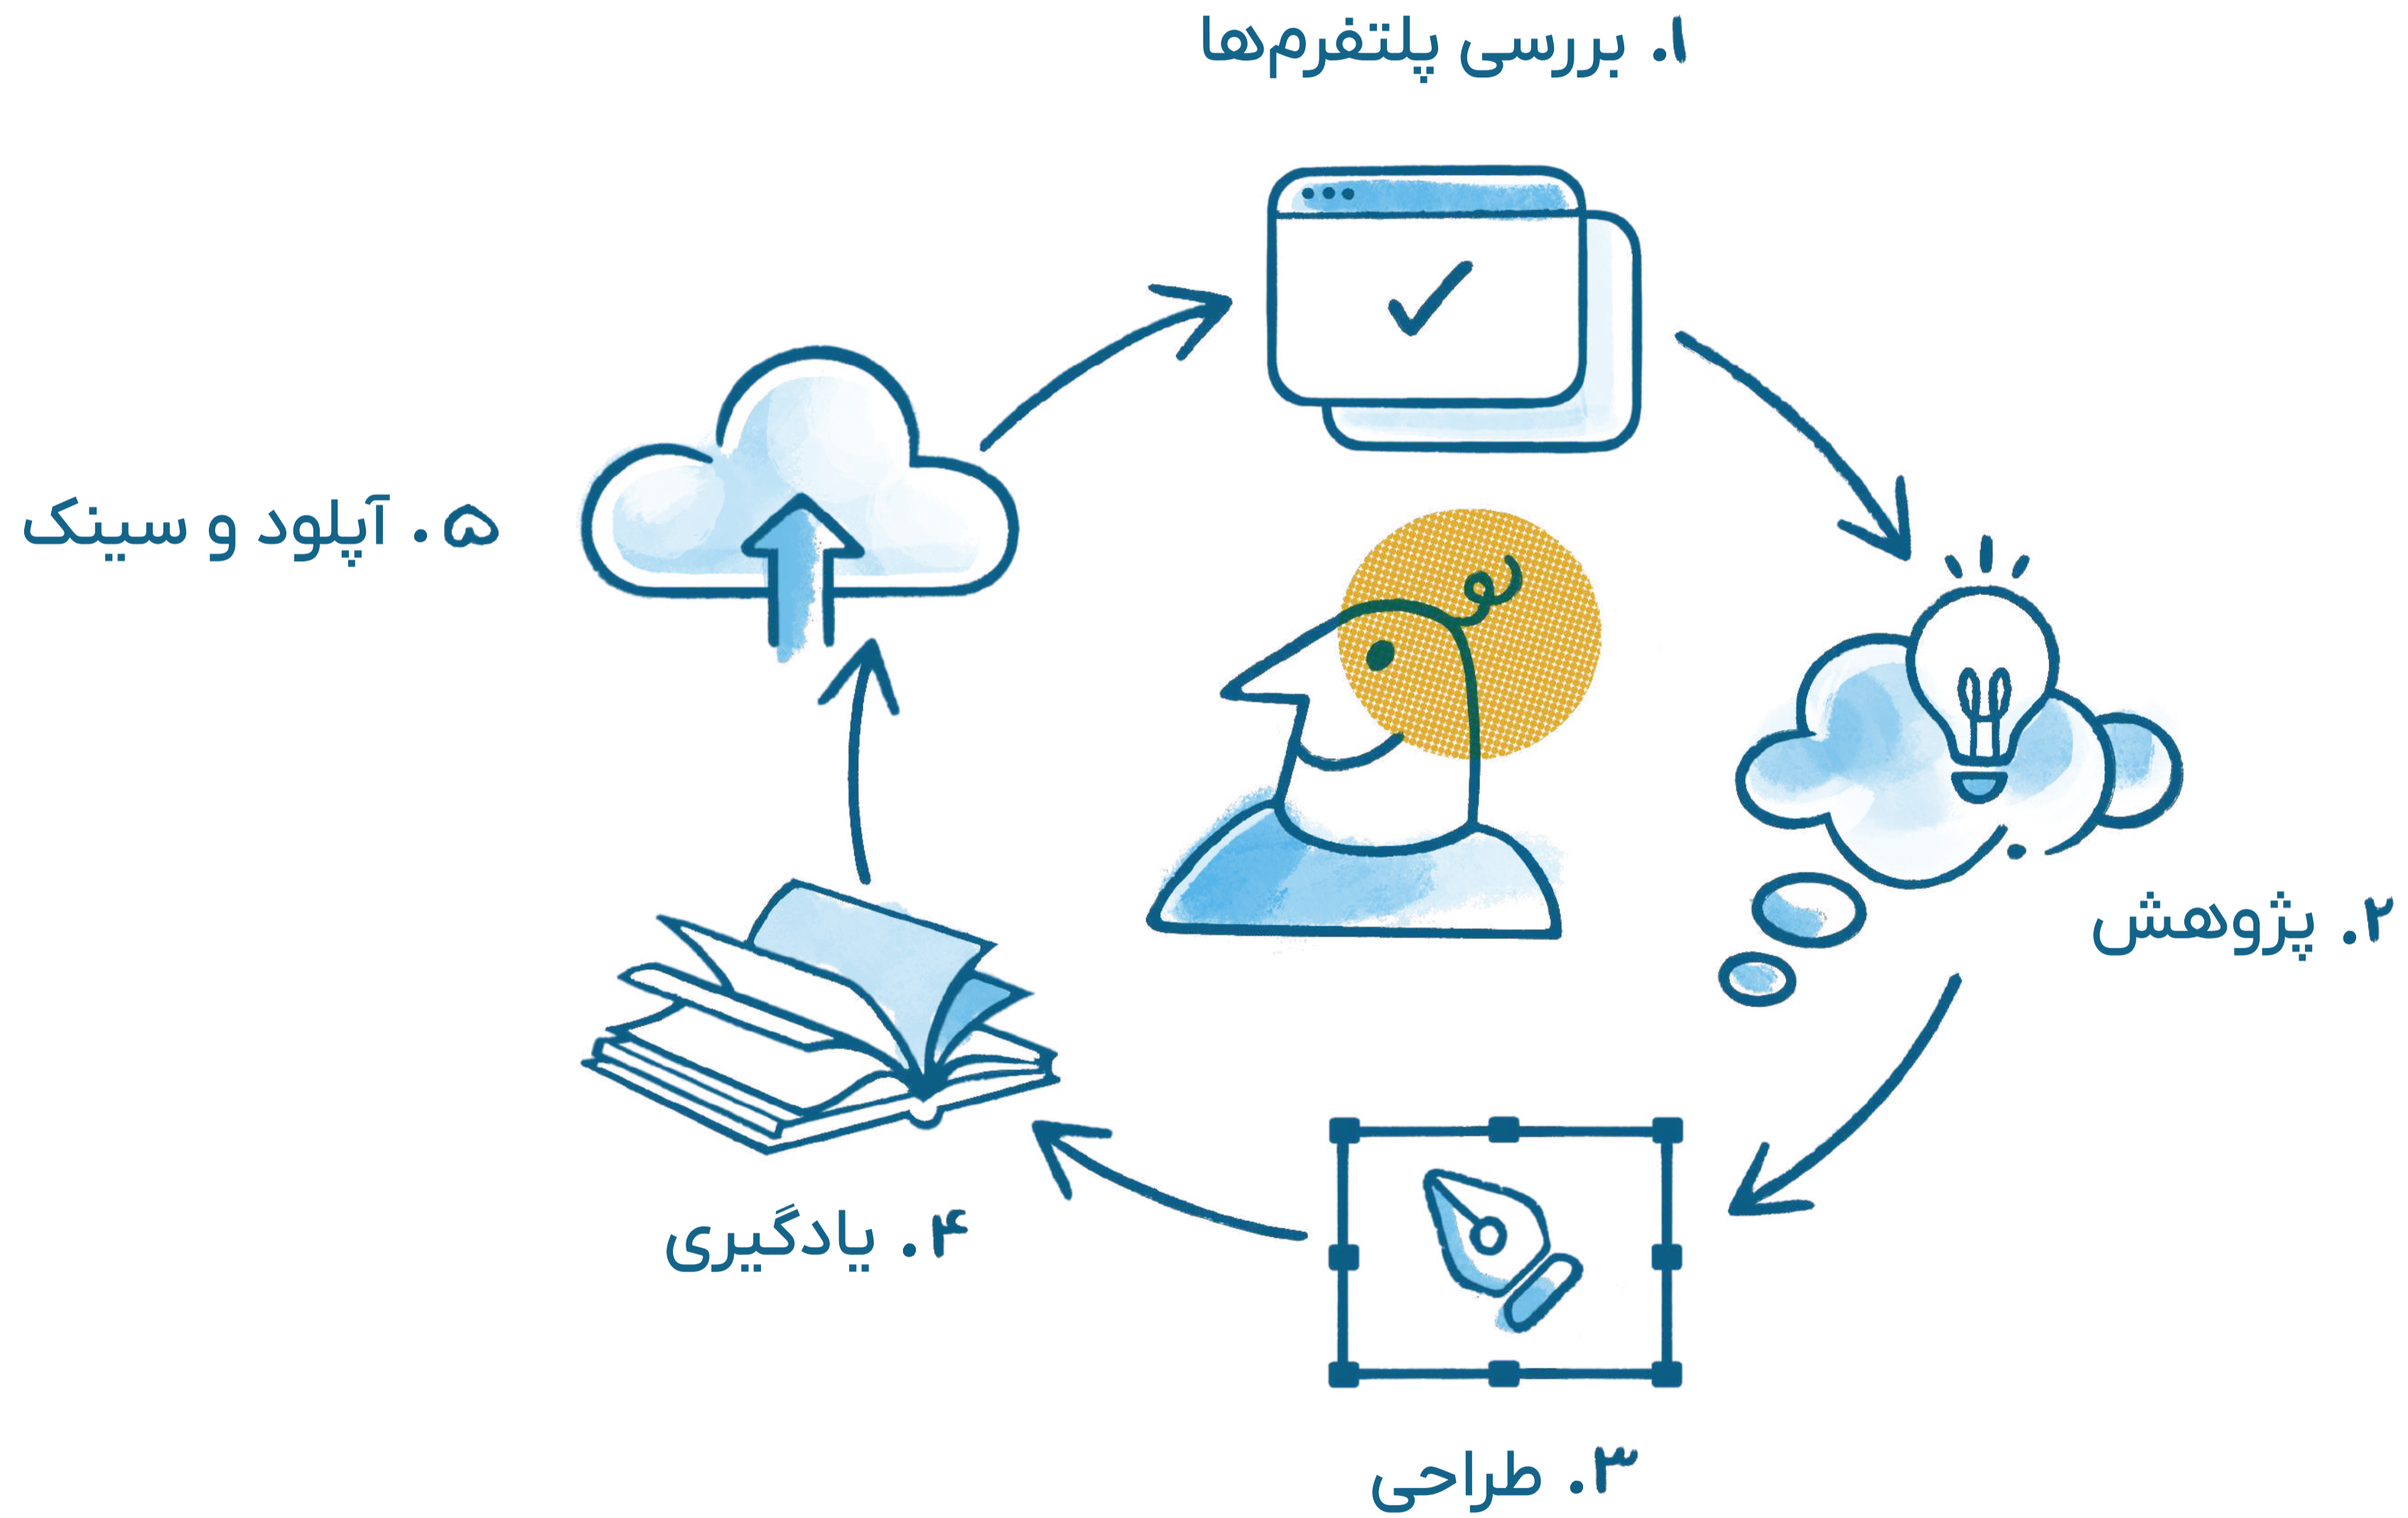 ۱. بررسی پلتفرم‌ها
۲. پژوهش
۳. طراحی
۴. یادگیری
۵. آپلود و سینک